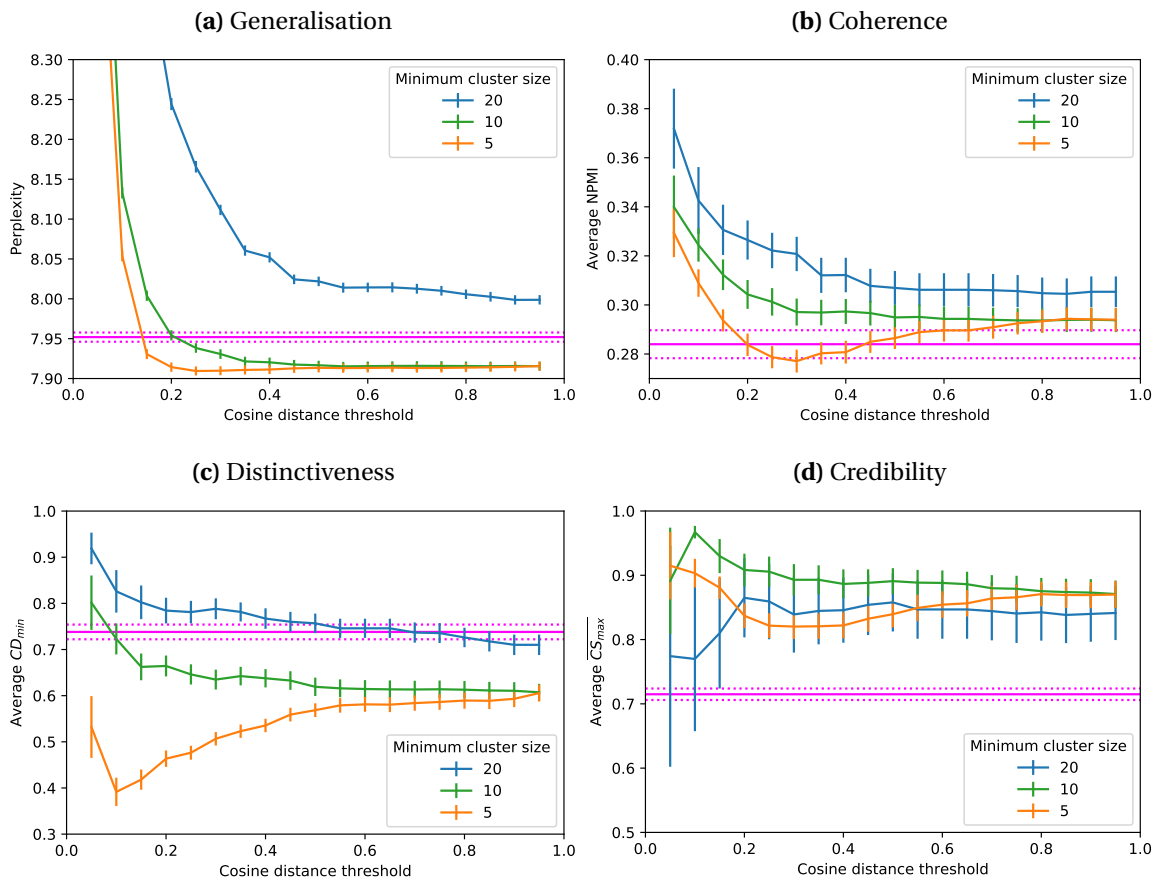 (a) Generalisation
8.30
8.25
8.20
8.15
8.10
8.05
8.00
7.95
7.90
Perplexity
0.0 0.2 0.4 0.6 0.8 1.0
Cosine distance threshold
Minimum cluster size
20
10
5
(b) Coherence
0.40
0.38
0.36
0.34
0.32
0.30
0.28
Average NPMI
0.0 0.2 0.4 0.6 0.8 1.0
Cosine distance threshold
Minimum cluster size
20
10
5
(c) Distinctiveness
1.0
0.9
0.8
0.7
0.6
0.5
0.4
0.3
Average CD_min
0.0 0.2 0.4 0.6 0.8 1.0
Cosine distance threshold
Minimum cluster size
20
10
5
(d) Credibility
1.0
0.9
0.8
0.7
0.6
0.5
Average CS_max
0.0 0.2 0.4 0.6 0.8 1.0
Cosine distance threshold
Minimum cluster size
20
10
5